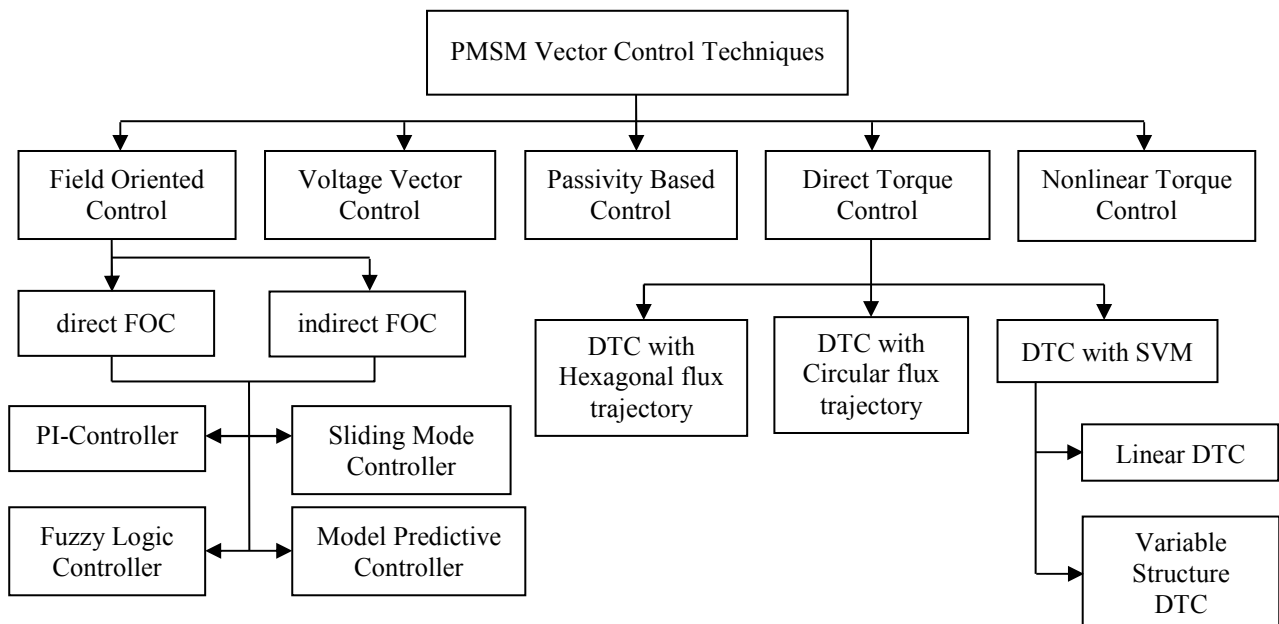 PMSM Vector Control Techniques
Field Oriented
Control
Voltage Vector
Control
Passivity Based
Control
Direct Torque
Control
Nonlinear Torque
Control
direct FOC
indirect FOC
DTC with
Hexagonal flux
trajectory
DTC with
Circular flux
trajectory
DTC with SVM
PI-Controller
Sliding Mode
Controller
Linear DTC
Fuzzy Logic
Controller
Model Predictive
Controller
Variable
Structure
DTC